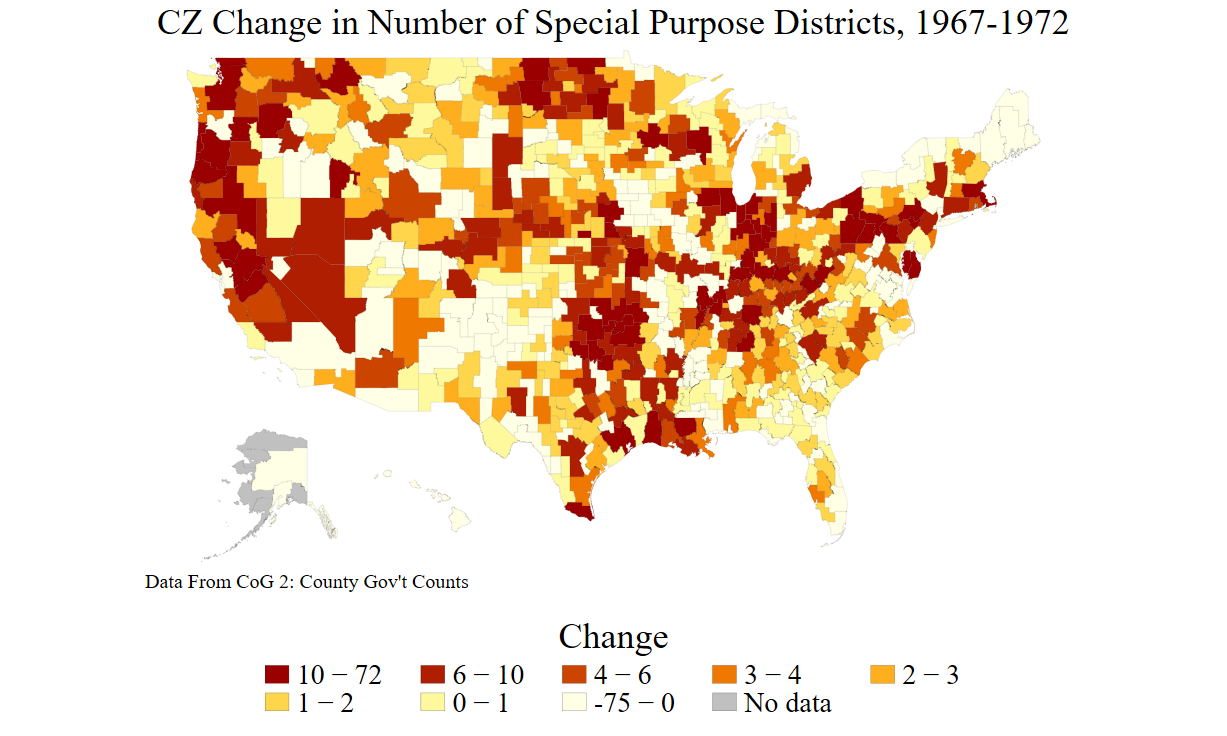 CZ Change in Number of Special Purpose Districts, 1967-1972
Data From CoG 2: County Gov't Counts
Change
10 − 72 6 − 10 4 − 6 3 − 4 2 − 3
1 − 2 0 − 1 -75 − 0 No data